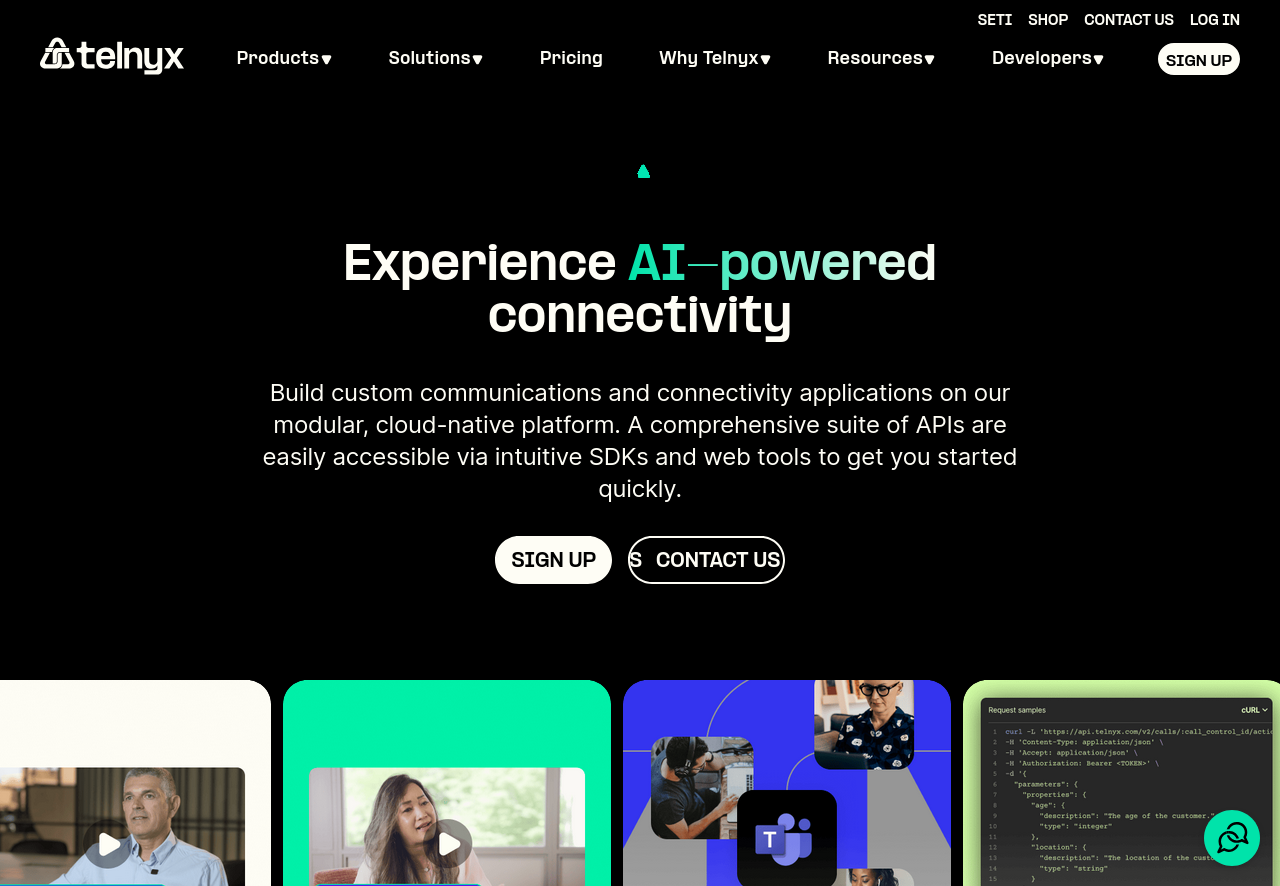 SETI SHOP CONTACT US LOG IN
telnyx Products Solutions Pricing Why Telnyx Resources Developers SIGN UP
Experience AI—powered
connectivity
Build custom communications and connectivity applications on our
modular, cloud-native platform. A comprehensive suite of APIs are
easily accessible via intuitive SDKs and web tools to get you started
quickly.
SIGN UP S CONTACT US
T
Request samples cURL
1 curl -L 'https://api.telnyx.com/v2/calls/:call_control_id/actio
2 -H 'Content-Type: application/json' \
3 -H 'Accept: application/json' \
4 -H 'Authorization: Bearer <TOKEN>' \
5 -d '{
6 "parameters": {
7 "properties": {
8 "age": {
9 "description": "The age of the customer."
10 "type": "integer"
11 },
12 "location": {
13 "description": "The location of the
14 "type": "string"
15 }